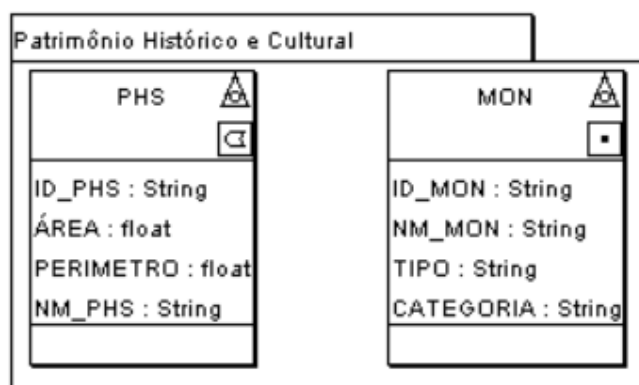 Patrimônio Histórico e Cultural
PHS
ID_PHS : String
ÁREA : float
PERIMETRO : float
NM_PHS : String
MON
ID_MON : String
NM_MON : String
TIPO : String
CATEGORIA : String